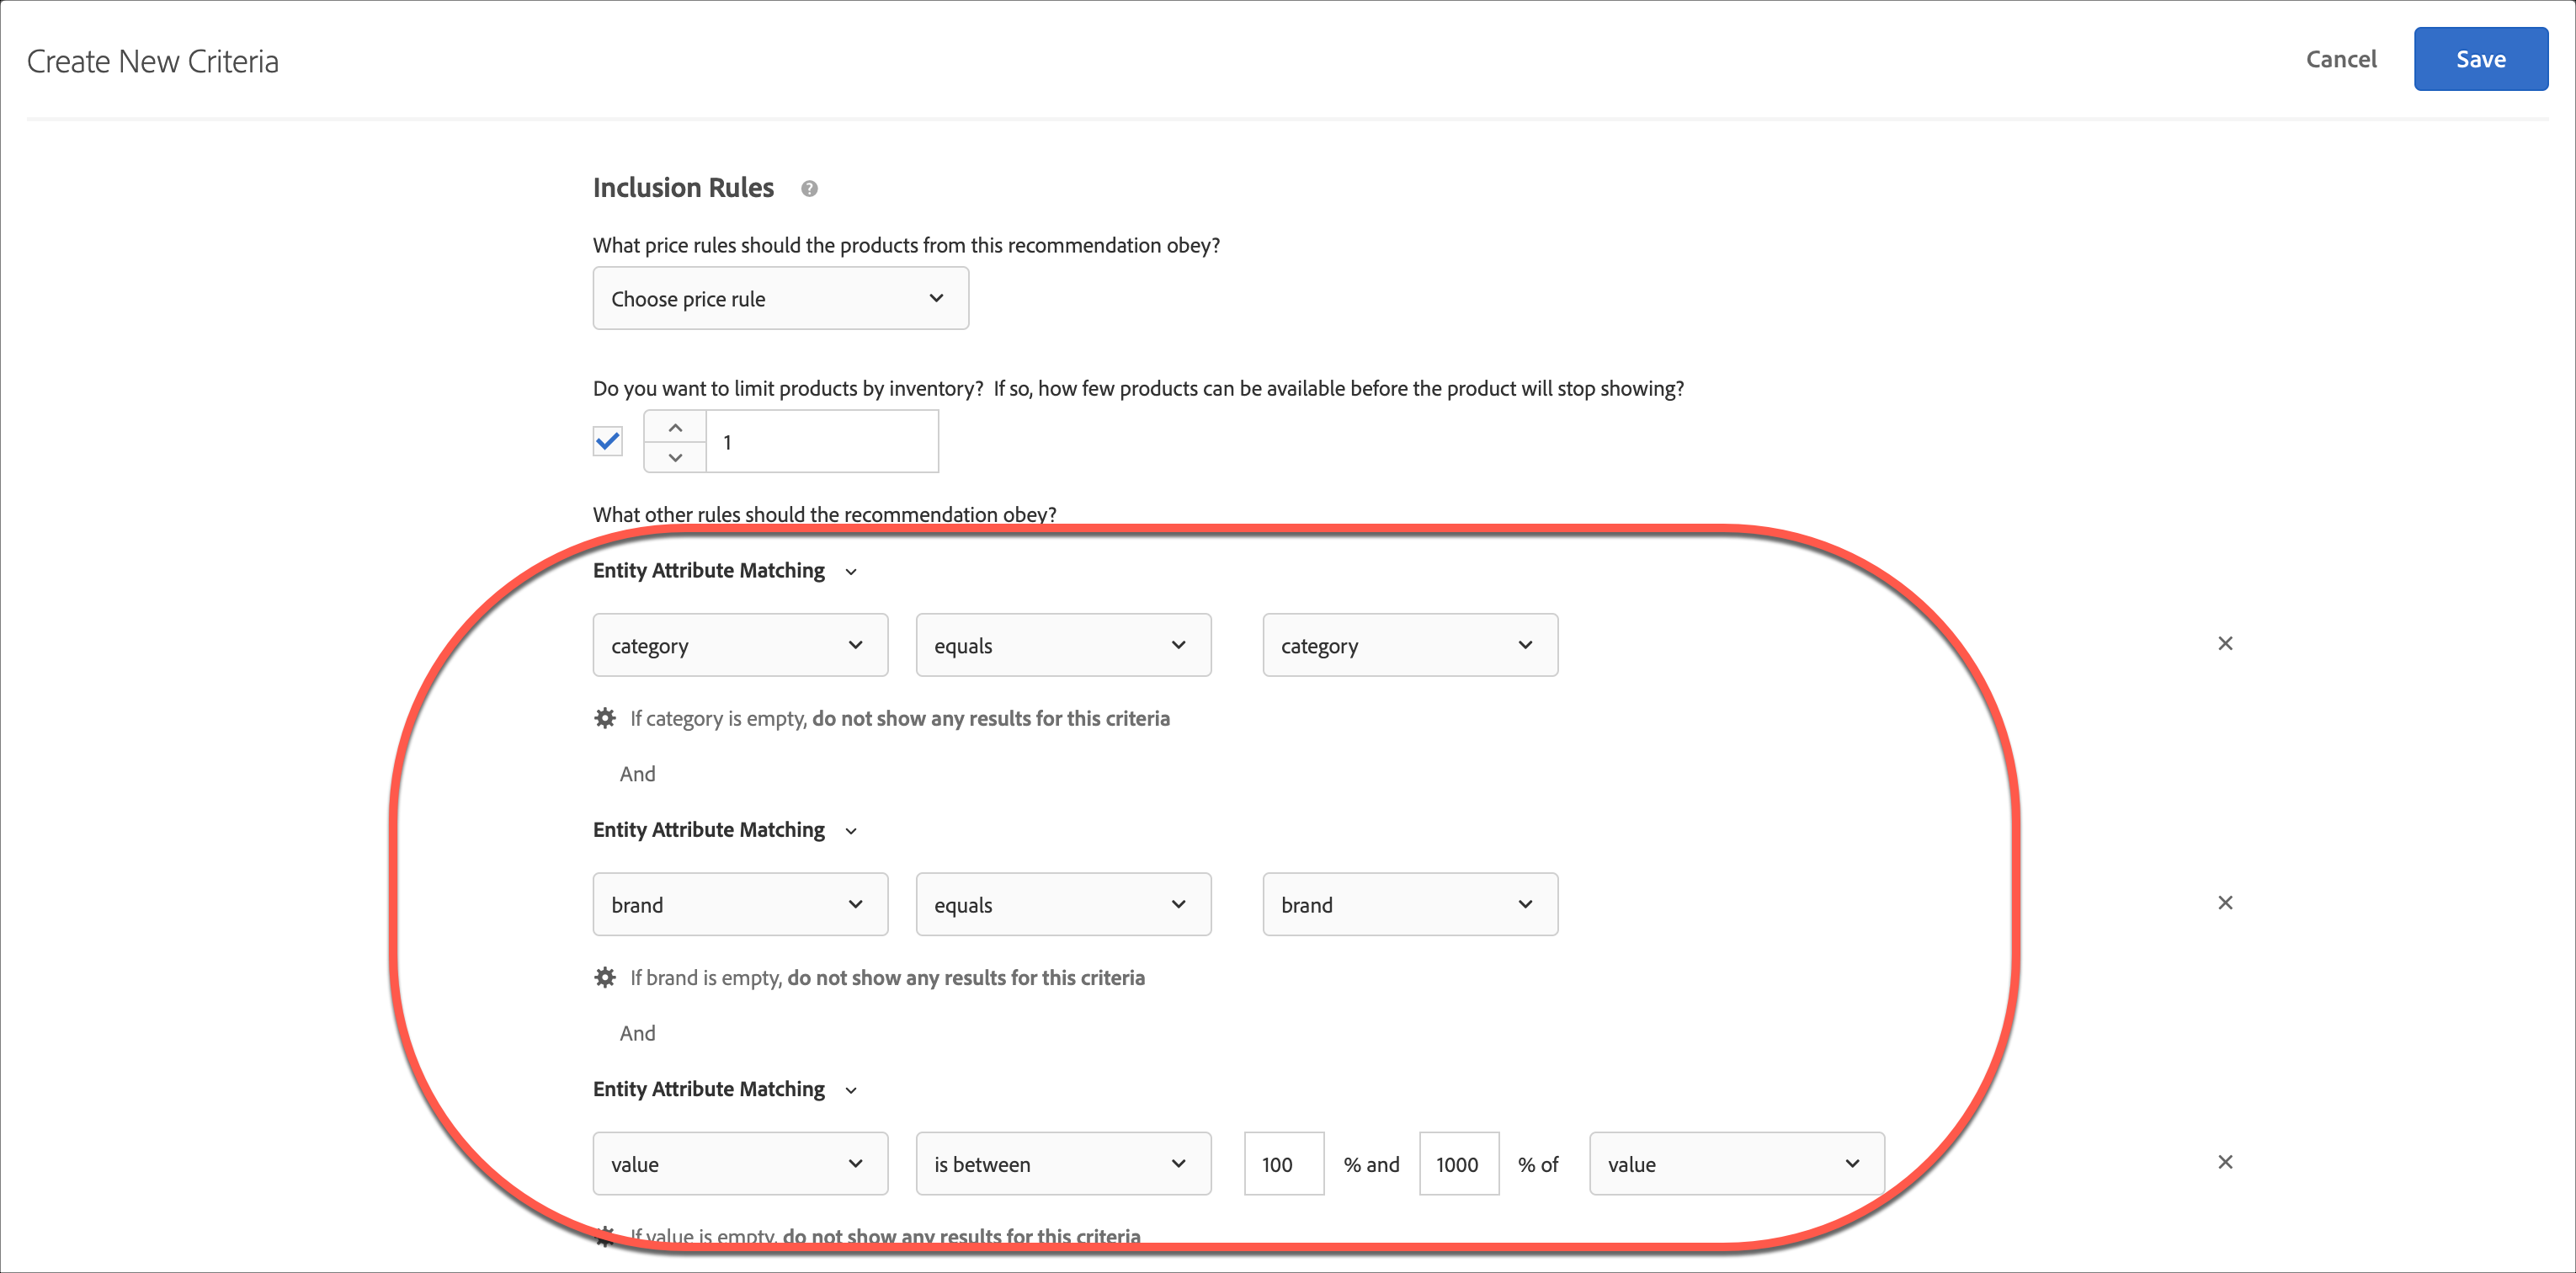 Create New Criteria
Cancel
Save
Inclusion Rules ?
What price rules should the products from this recommendation obey?
Choose price rule
Do you want to limit products by inventory? If so, how few products can be available before the product will stop showing?
1
What other rules should the recommendation obey?
Entity Attribute Matching
category equals category
If category is empty, do not show any results for this criteria
And
Entity Attribute Matching
brand equals brand
If brand is empty, do not show any results for this criteria
And
Entity Attribute Matching
value is between 100 % and 1000 % of value
If value is empty, do not show any results for this criteria